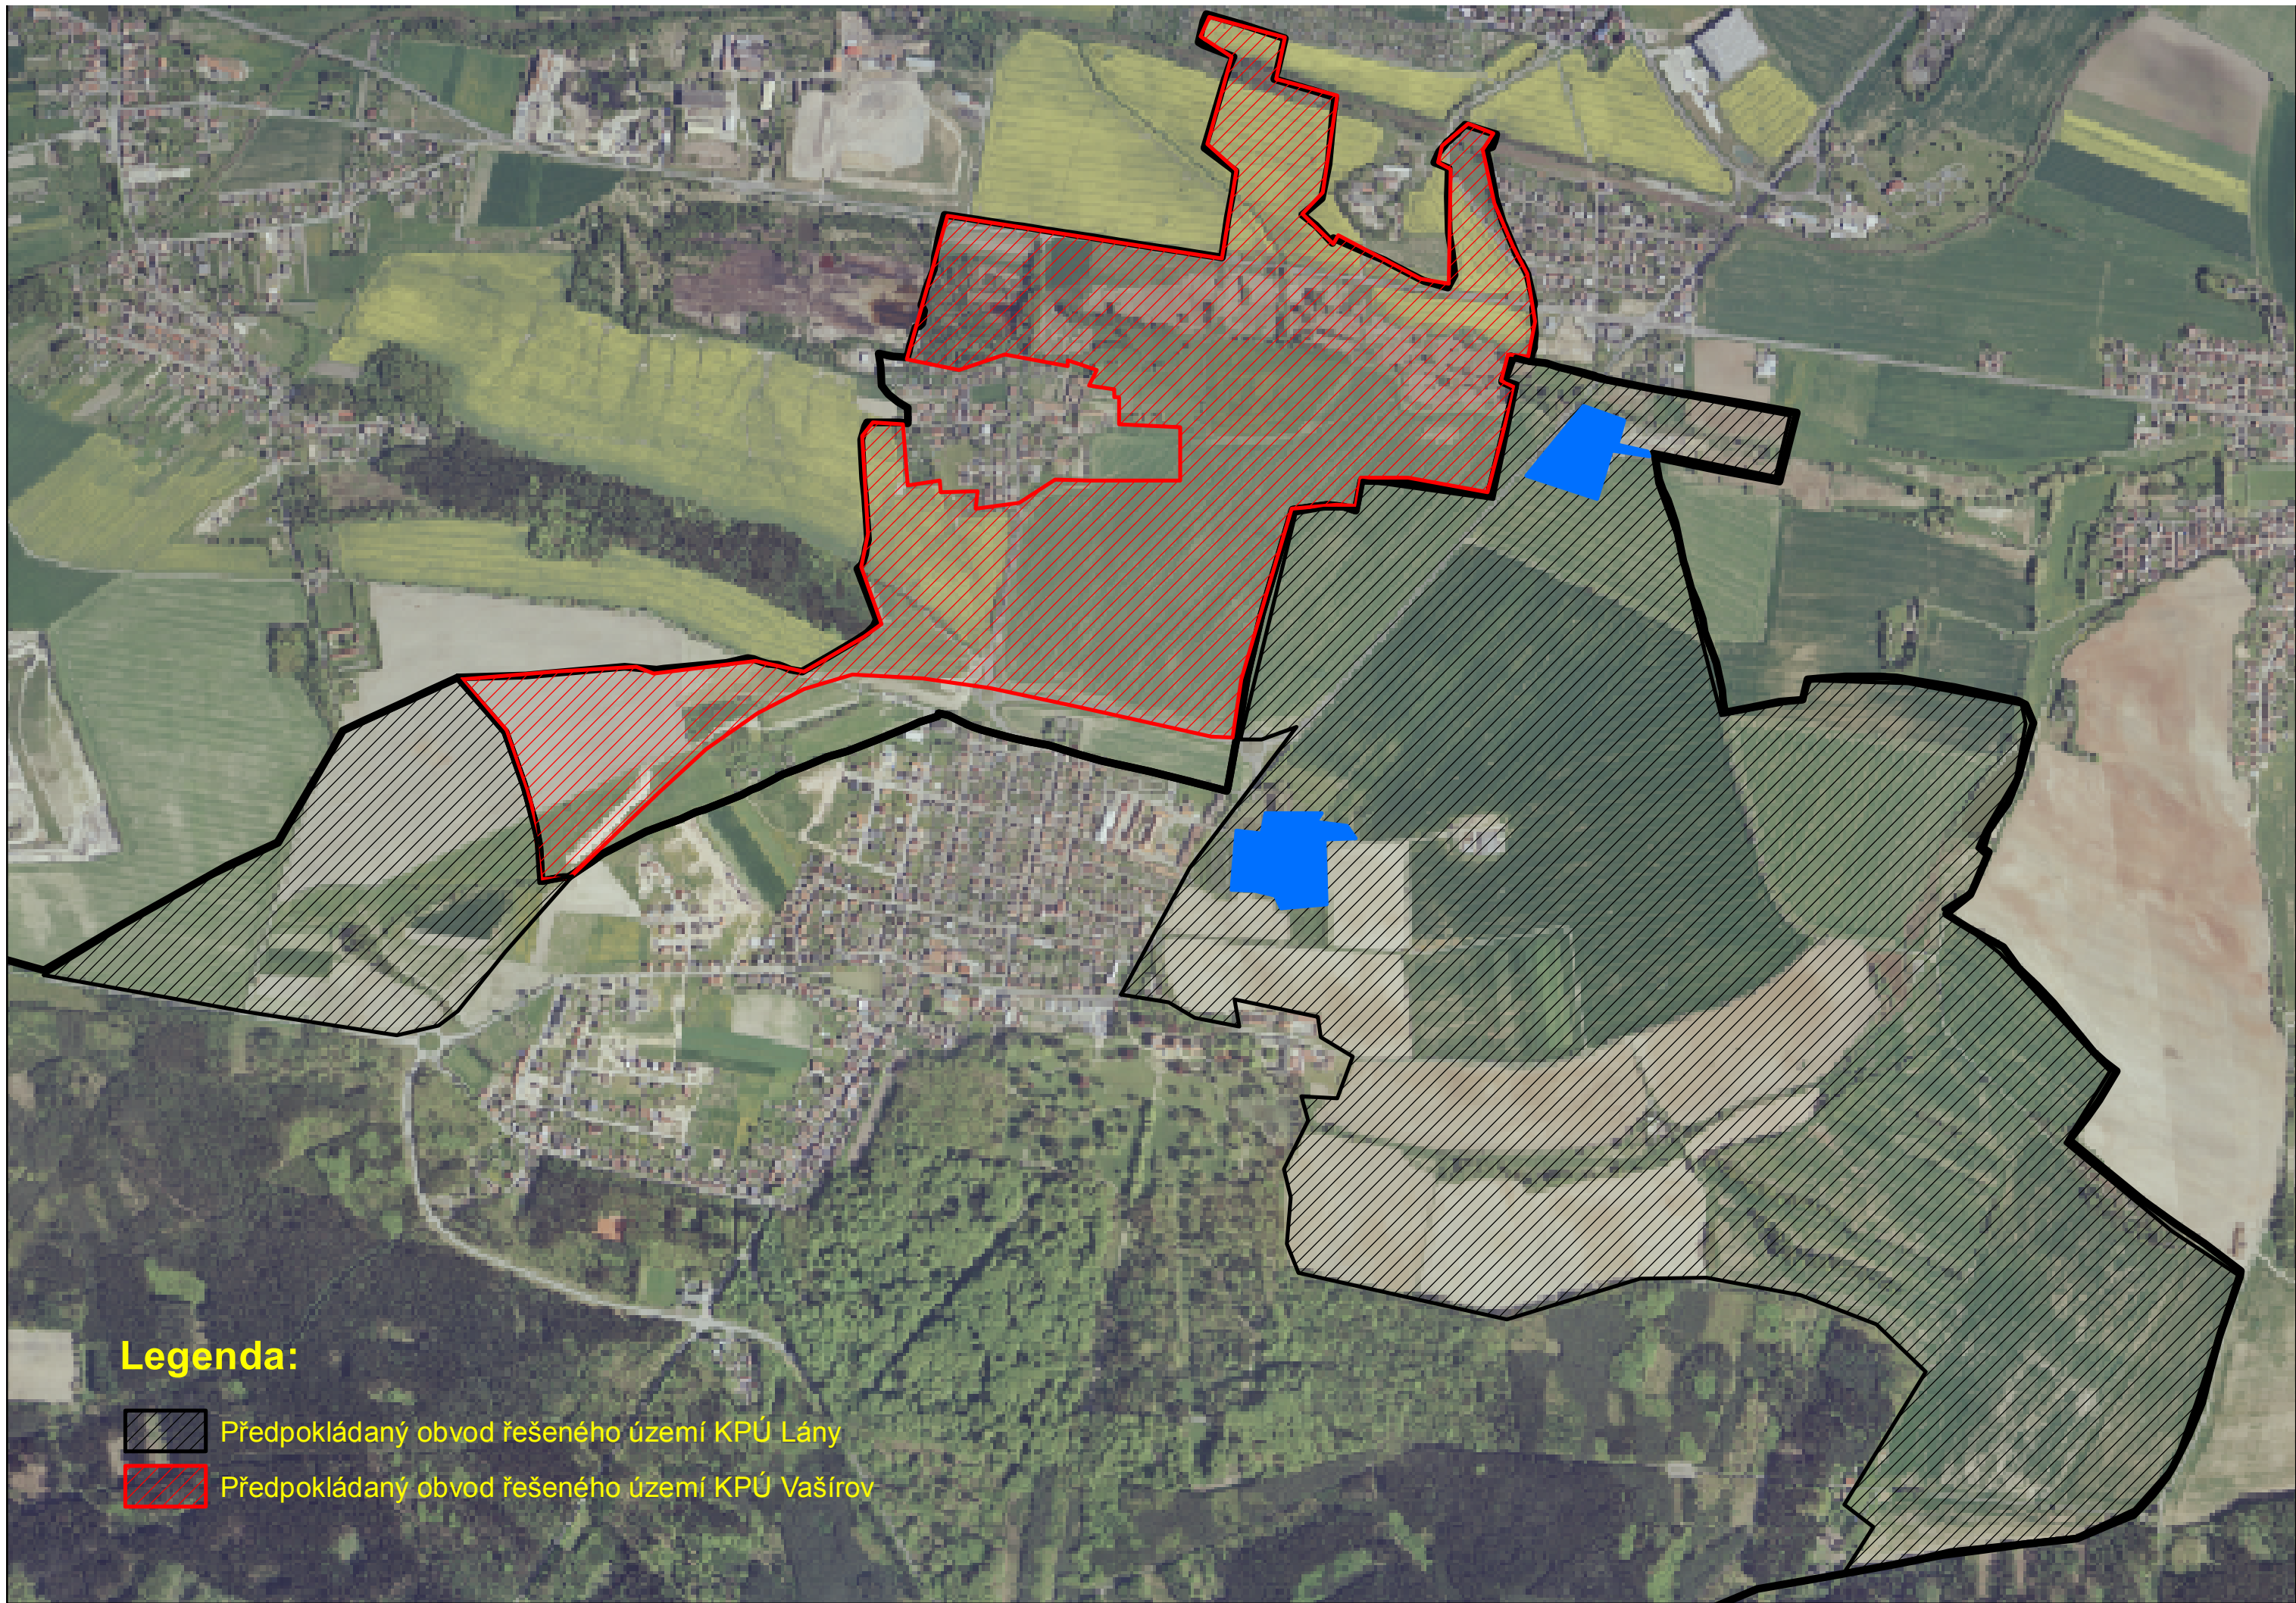 Legenda:
Předpokládaný obvod řešeného území KPÚ Lány
Předpokládaný obvod řešeného území KPÚ Vašírov